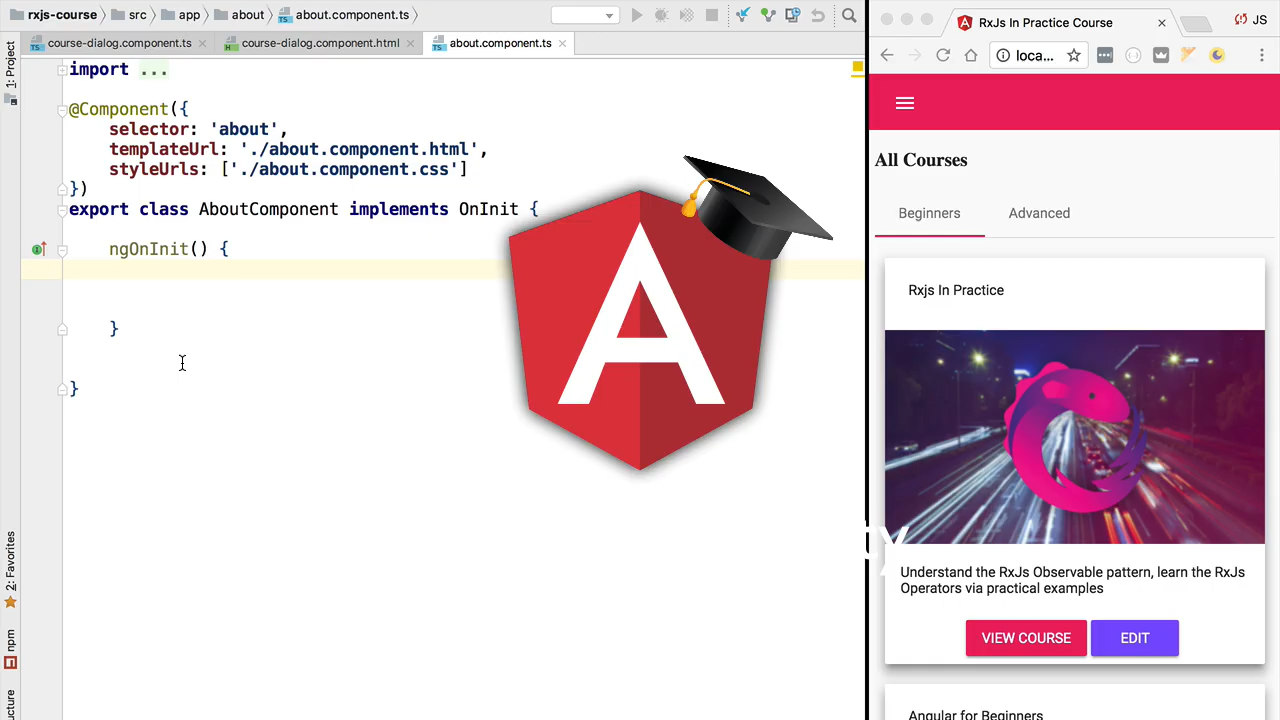 rxjs-course
src
app
about
about.component.ts
course-dialog.component.ts
course-dialog.component.html
about.component.ts
1: Project
2: Favorites
npm
import ...
@Component({
selector: 'about',
templateUrl: './about.component.html',
styleUrls: ['./about.component.css']
})
export class AboutComponent implements OnInit {
ngOnInit() {
}
}
A
RxJs In Practice Course
JS
loca...
All Courses
Beginners
Advanced
Rxjs In Practice
Understand the RxJs Observable pattern, learn the RxJs
Operators via practical examples
VIEW COURSE
EDIT
Angular for Beginners